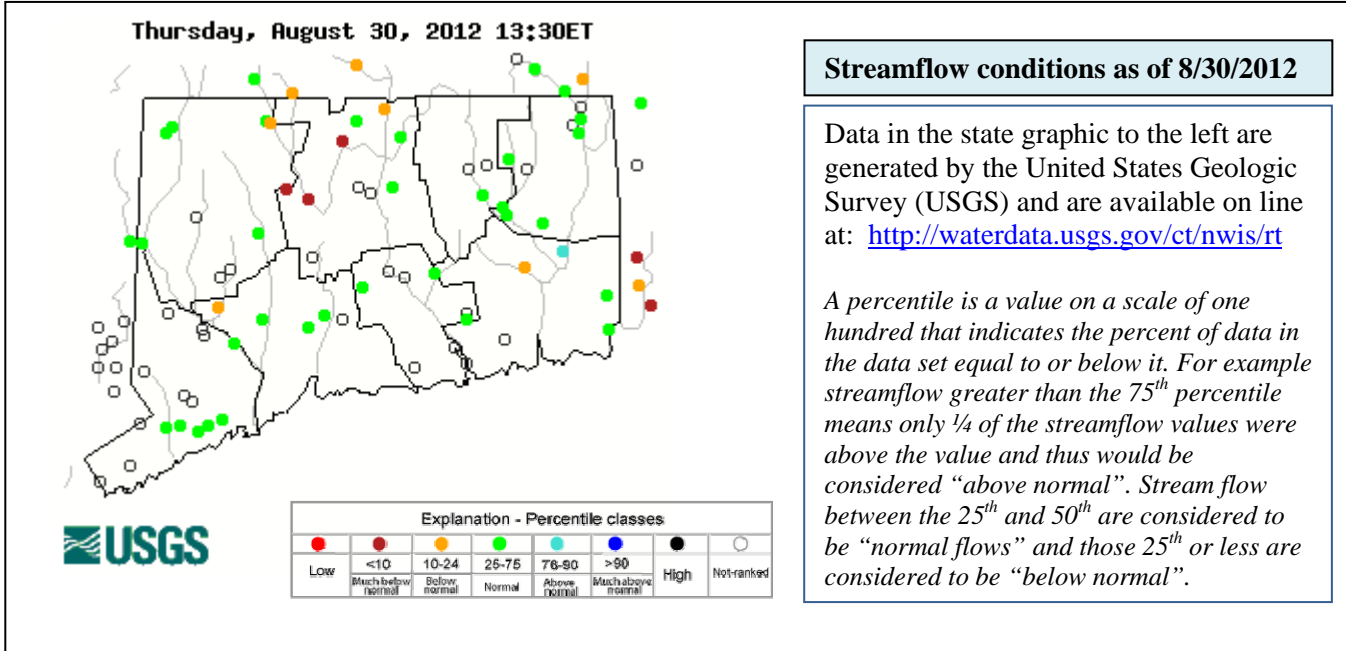 Thursday, August 30, 2012 13:30ET
USGS
Explanation - Percentile classes
Low
<10
10-24
25-75
76-90
>90
High
Not-ranked
Much below
normal
Below
normal
Normal
Above
normal
Much above
normal
Streamflow conditions as of 8/30/2012
Data in the state graphic to the left are
generated by the United States Geologic
Survey (USGS) and are available on line
at: http://waterdata.usgs.gov/ct/nwis/rt
A percentile is a value on a scale of one
hundred that indicates the percent of data in
the data set equal to or below it. For example
streamflow greater than the 75th percentile
means only ¼ of the streamflow values were
above the value and thus would be
considered “above normal”. Stream flow
between the 25th and 50th are considered to
be “normal flows” and those 25th or less are
considered to be “below normal”.